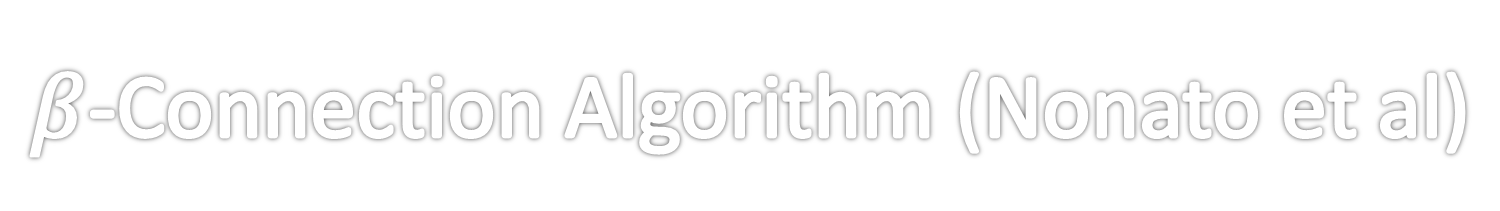 β-Connection Algorithm (Nonato et al)